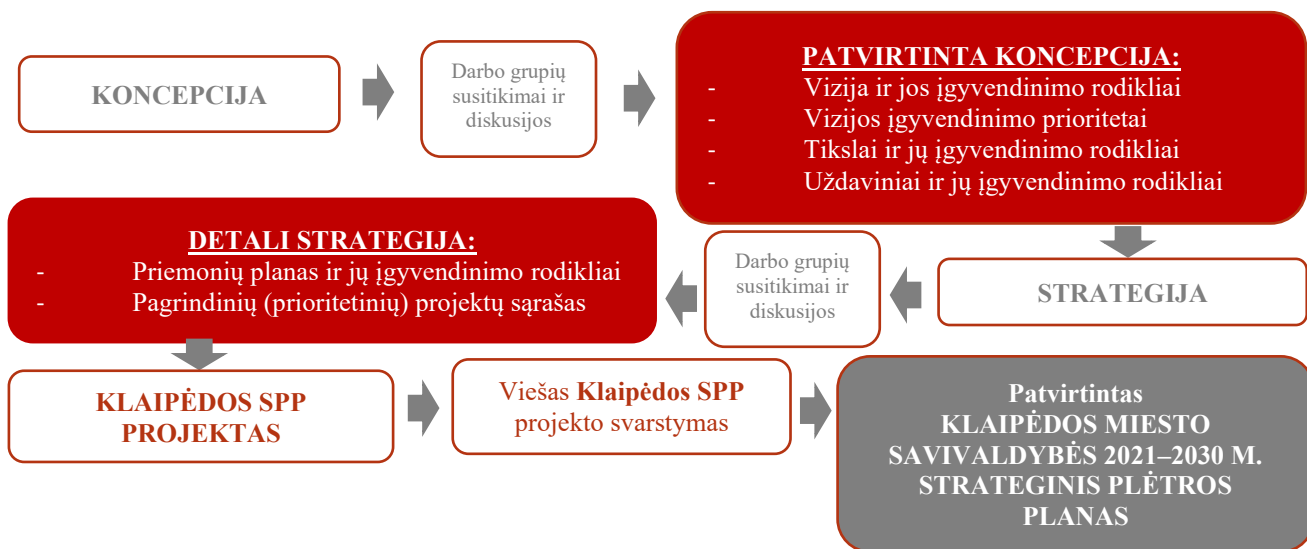 KONCEPCIJA
Darbo grupių
susitikimai ir
diskusijos
PATVIRTINTA KONCEPCIJA:
- Vizija ir jos įgyvendinimo rodikliai
- Vizijos įgyvendinimo prioritetai
- Tikslai ir jų įgyvendinimo rodikliai
- Uždaviniai ir jų įgyvendinimo rodikliai
STRATEGIJA
Darbo grupių
susitikimai ir
diskusijos
DETALI STRATEGIJA:
- Priemonių planas ir jų įgyvendinimo rodikliai
- Pagrindinių (prioritetinių) projektų sąrašas
KLAIPĖDOS SPP
PROJEKTAS
Viešas Klaipėdos SPP
projekto svarstymas
Patvirtintas
KLAIPĖDOS MIESTO
SAVIVALDYBĖS 2021–2030 M.
STRATEGINIS PLĖTROS
PLANAS